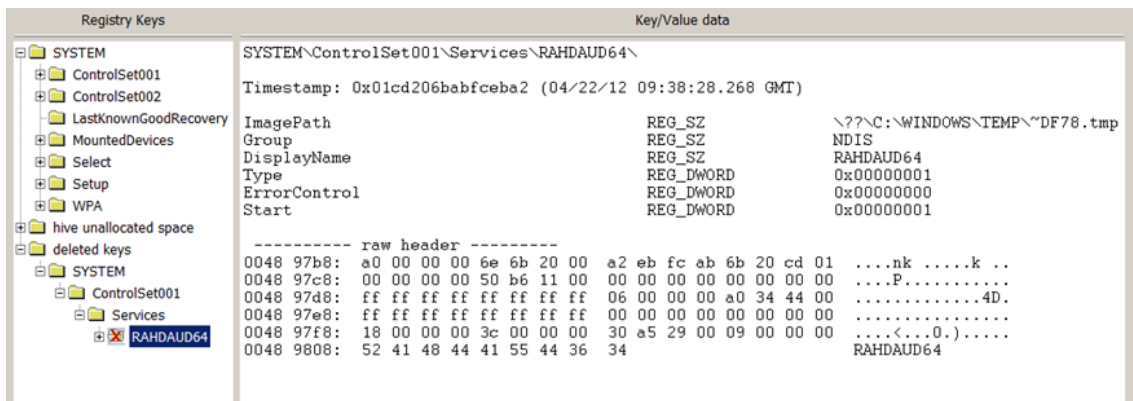 Registry Keys
Key/Value data
SYSTEM
ControlSet001
ControlSet002
LastKnownGoodRecovery
MountedDevices
Select
Setup
WPA
hive unallocated space
deleted keys
SYSTEM
ControlSet001
Services
RAHDAUD64
SYSTEM\ControlSet001\Services\RAHDAUD64\
Timestamp: 0x01cd206babfceba2 (04/22/12 09:38:28.268 GMT)
ImagePath REG_SZ \??\C:\WINDOWS\TEMP\~DF78.tmp
Group REG_SZ NDIS
DisplayName REG_SZ RAHDAUD64
Type REG_DWORD 0x00000001
ErrorControl REG_DWORD 0x00000000
Start REG_DWORD 0x00000001
---------- raw header ---------
0048 97b8: a0 00 00 00 6e 6b 20 00 a2 eb fc ab 6b 20 cd 01 ....nk .....k ..
0048 97c8: 00 00 00 00 50 b6 11 00 00 00 00 00 00 00 00 00 ....P...........
0048 97d8: ff ff ff ff ff ff ff ff 06 00 00 00 a0 34 44 00 .............4D.
0048 97e8: ff ff ff ff ff ff ff ff 00 00 00 00 00 00 00 00 ................
0048 97f8: 18 00 00 00 3c 00 00 00 30 a5 29 00 09 00 00 00 ....<...0.).....
0048 9808: 52 41 48 44 41 55 44 36 34 RAHDAUD64